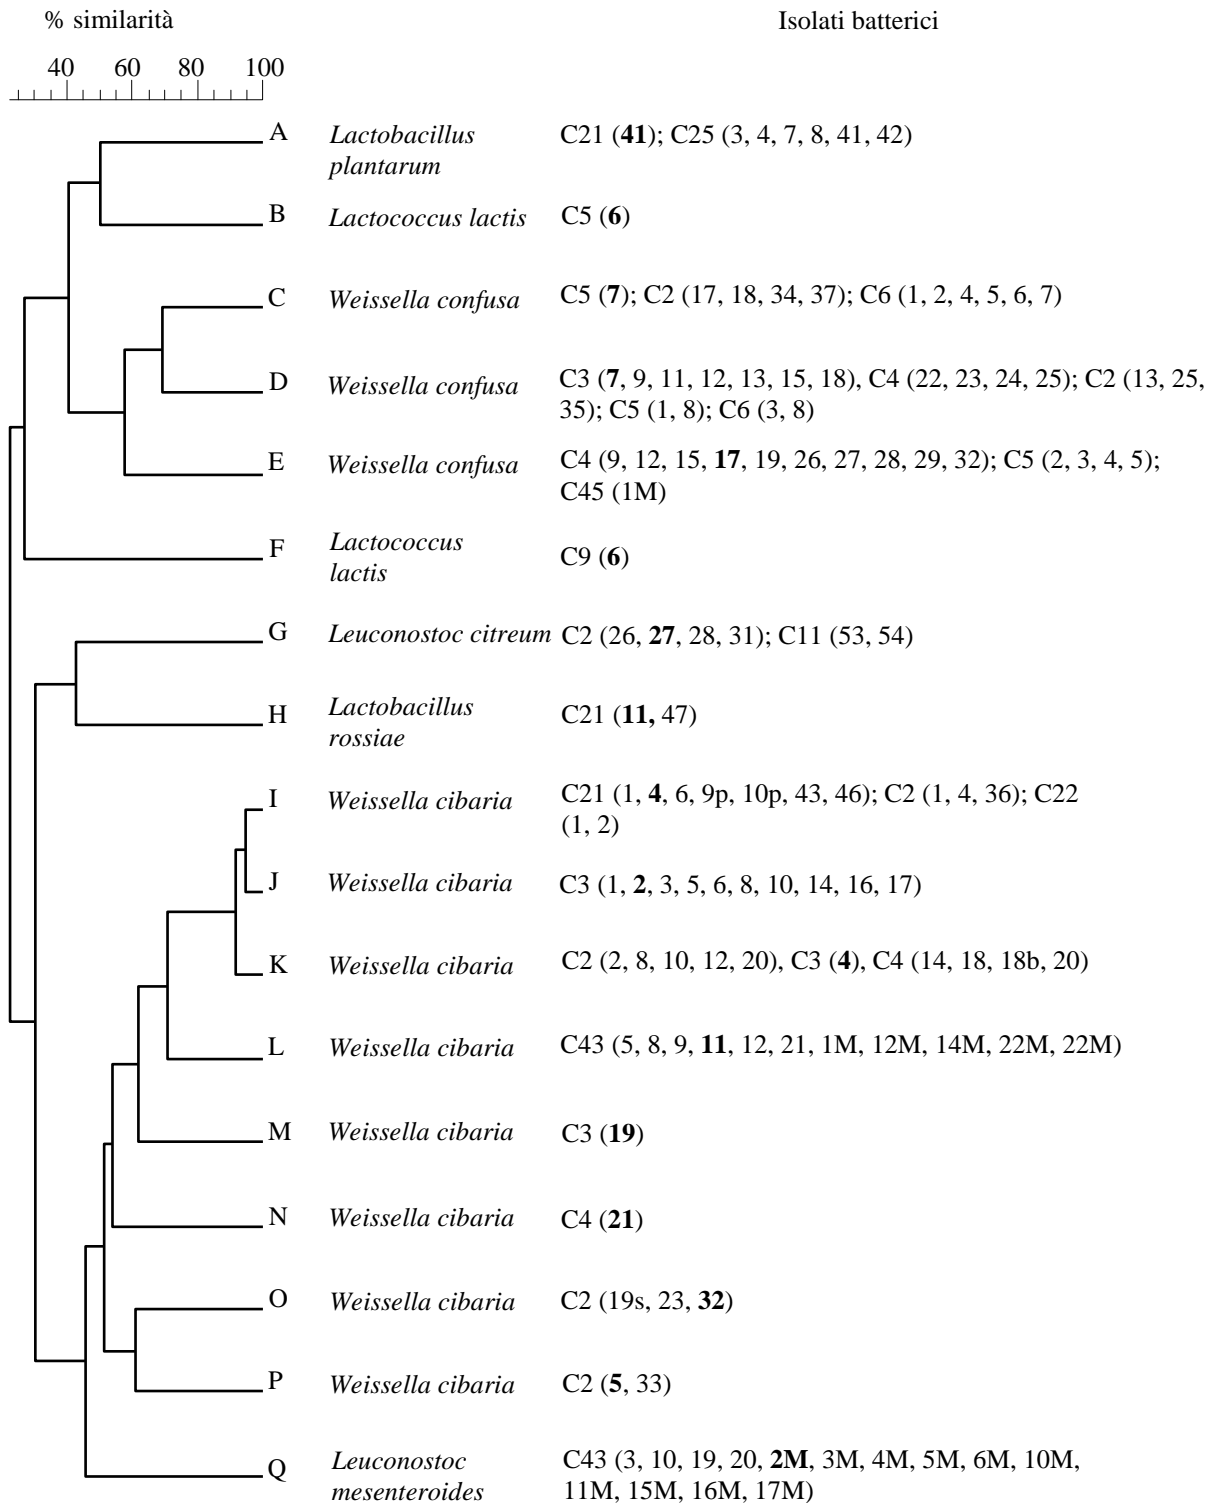 % similarità
Isolati batterici
40 60 80 100
A Lactobacillus C21 (41); C25 (3, 4, 7, 8, 41, 42)
plantarum
B Lactococcus lactis C5 (6)
C Weissella confusa C5 (7); C2 (17, 18, 34, 37); C6 (1, 2, 4, 5, 6, 7)
D Weissella confusa C3 (7, 9, 11, 12, 13, 15, 18), C4 (22, 23, 24, 25); C2 (13, 25,
35); C5 (1, 8); C6 (3, 8)
E Weissella confusa C4 (9, 12, 15, 17, 19, 26, 27, 28, 29, 32); C5 (2, 3, 4, 5);
C45 (1M)
F Lactococcus C9 (6)
lactis
G Leuconostoc citreum C2 (26, 27, 28, 31); C11 (53, 54)
H Lactobacillus C21 (11, 47)
rossiae
I Weissella cibaria C21 (1, 4, 6, 9p, 10p, 43, 46); C2 (1, 4, 36); C22
(1, 2)
J Weissella cibaria C3 (1, 2, 3, 5, 6, 8, 10, 14, 16, 17)
K Weissella cibaria C2 (2, 8, 10, 12, 20), C3 (4), C4 (14, 18, 18b, 20)
L Weissella cibaria C43 (5, 8, 9, 11, 12, 21, 1M, 12M, 14M, 22M, 22M)
M Weissella cibaria C3 (19)
N Weissella cibaria C4 (21)
O Weissella cibaria C2 (19s, 23, 32)
P Weissella cibaria C2 (5, 33)
Q Leuconostoc C43 (3, 10, 19, 20, 2M, 3M, 4M, 5M, 6M, 10M,
mesenteroides 11M, 15M, 16M, 17M)